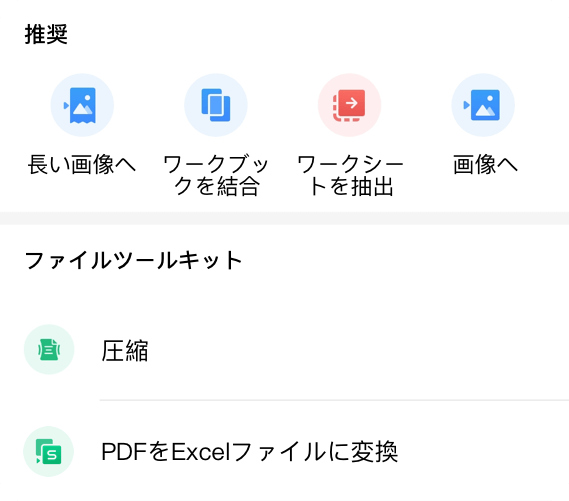 推奨
長い画像へ
ワークブッ
クを結合
ワークシー
トを抽出
画像へ
ファイルツールキット
圧縮
S
PDFをExcelファイルに変換